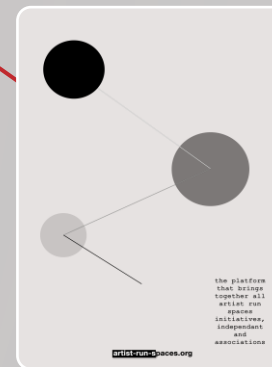 the platform
that brings
together all
artist run
spaces
initiatives,
independant
and
associations
artist-run-spaces.org